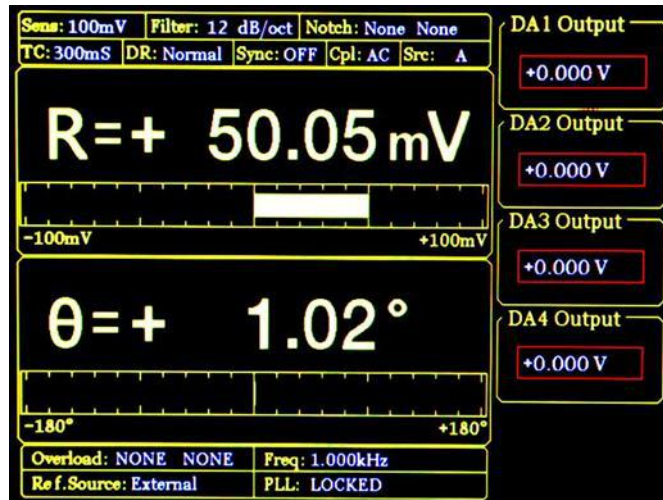 Sens: 100mV Filter: 12 dB/oct Notch: None None
TC: 300mS DR: Normal Sync: OFF Cpl: AC Src: A
R=+ 50.05 mV
-100mV +100mV
θ=+ 1.02°
-180° +180°
Overload: NONE NONE Freq: 1.000kHz
Ref.Source: External PLL: LOCKED
DA1 Output
+0.000 V
DA2 Output
+0.000 V
DA3 Output
+0.000 V
DA4 Output
+0.000 V